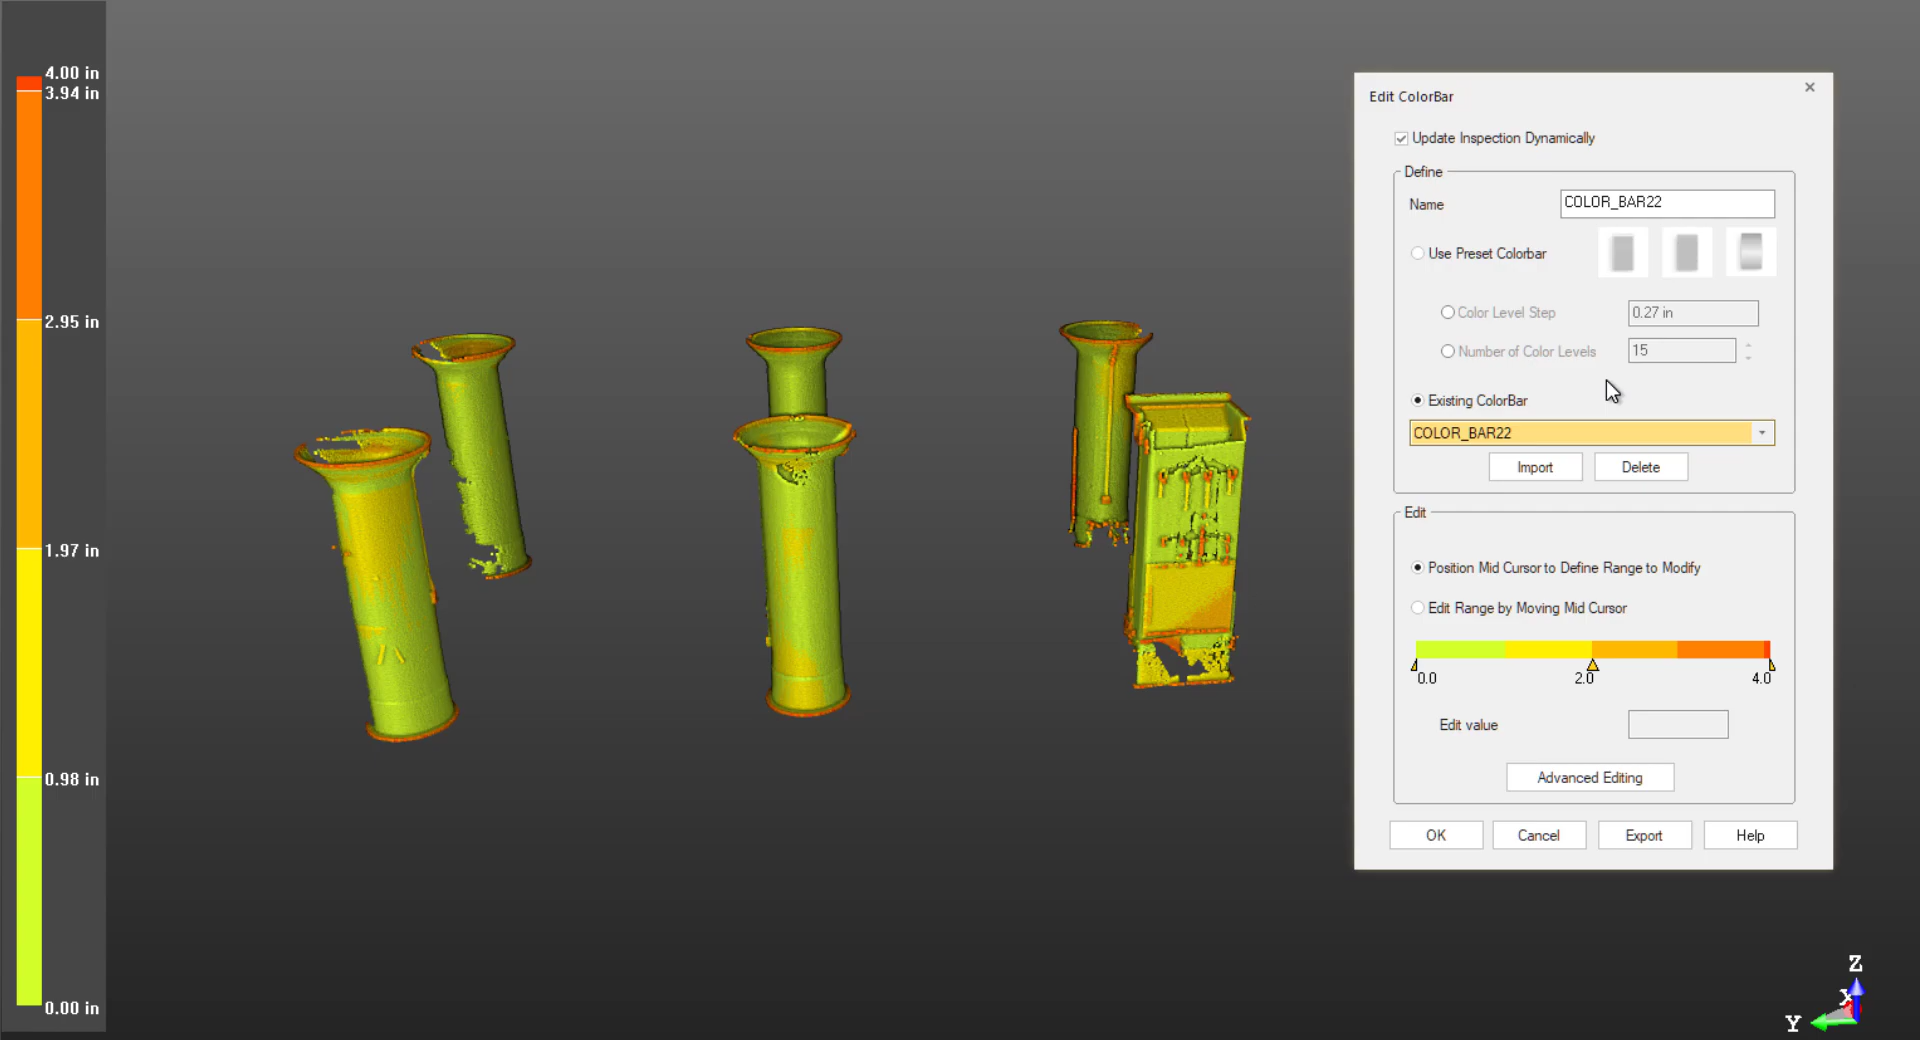 4.00 in
3.94 in
2.95 in
1.97 in
0.98 in
0.00 in
Edit ColorBar
Update Inspection Dynamically
Define
Name COLOR_BAR22
Use Preset Colorbar
Color Level Step 0.27 in
Number of Color Levels 15
Existing ColorBar
COLOR_BAR22
Import Delete
Edit
Position Mid Cursor to Define Range to Modify
Edit Range by Moving Mid Cursor
0.0 2.0 4.0
Edit value
Advanced Editing
OK Cancel Export Help
Z
X
Y